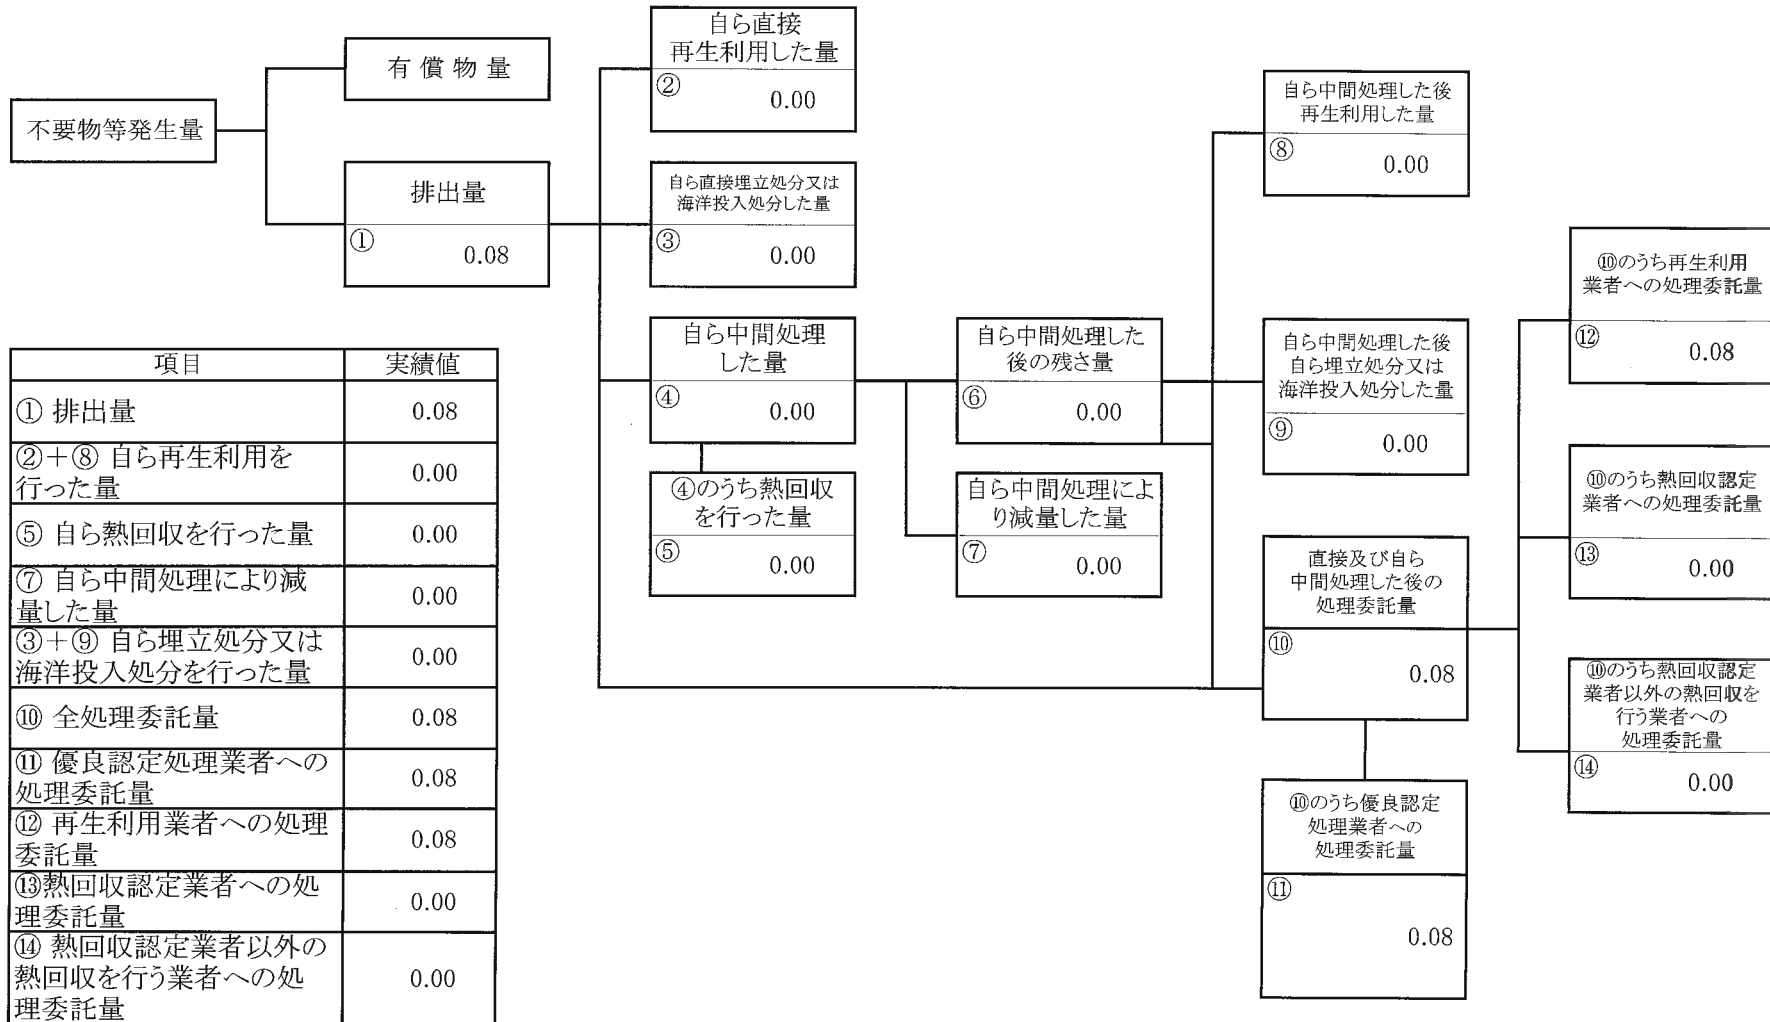 不要物等発生量
有償物量
排出量
①
0.08
自ら直接
再生利用した量
②
0.00
自ら直接埋立処分又は
海洋投入処分した量
③
0.00
自ら中間処理
した量
④
0.00
④のうち熱回収
を行った量
⑤
0.00
自ら中間処理した
後の残さ量
⑥
0.00
自ら中間処理によ
り減量した量
⑦
0.00
自ら中間処理した後
再生利用した量
⑧
0.00
自ら中間処理した後
自ら埋立処分又は
海洋投入処分した量
⑨
0.00
直接及び自ら
中間処理した後の
処理委託量
⑩
0.08
⑩のうち優良認定
処理業者への
処理委託量
⑪
0.08
⑩のうち再生利用
業者への処理委託量
⑫
0.08
⑩のうち熱回収認定
業者への処理委託量
⑬
0.00
⑩のうち熱回収認定
業者以外の熱回収を
行う業者への
処理委託量
⑭
0.00
項目 実績値
① 排出量 0.08
②＋⑧ 自ら再生利用を
行った量 0.00
⑤ 自ら熱回収を行った量 0.00
⑦ 自ら中間処理により減
量した量 0.00
③＋⑨ 自ら埋立処分又は
海洋投入処分を行った量 0.00
⑩ 全処理委託量 0.08
⑪ 優良認定処理業者への
処理委託量 0.08
⑫ 再生利用業者への処理
委託量 0.08
⑬熱回収認定業者への処
理委託量 0.00
⑭ 熱回収認定業者以外の
熱回収を行う業者への処
理委託量 0.00